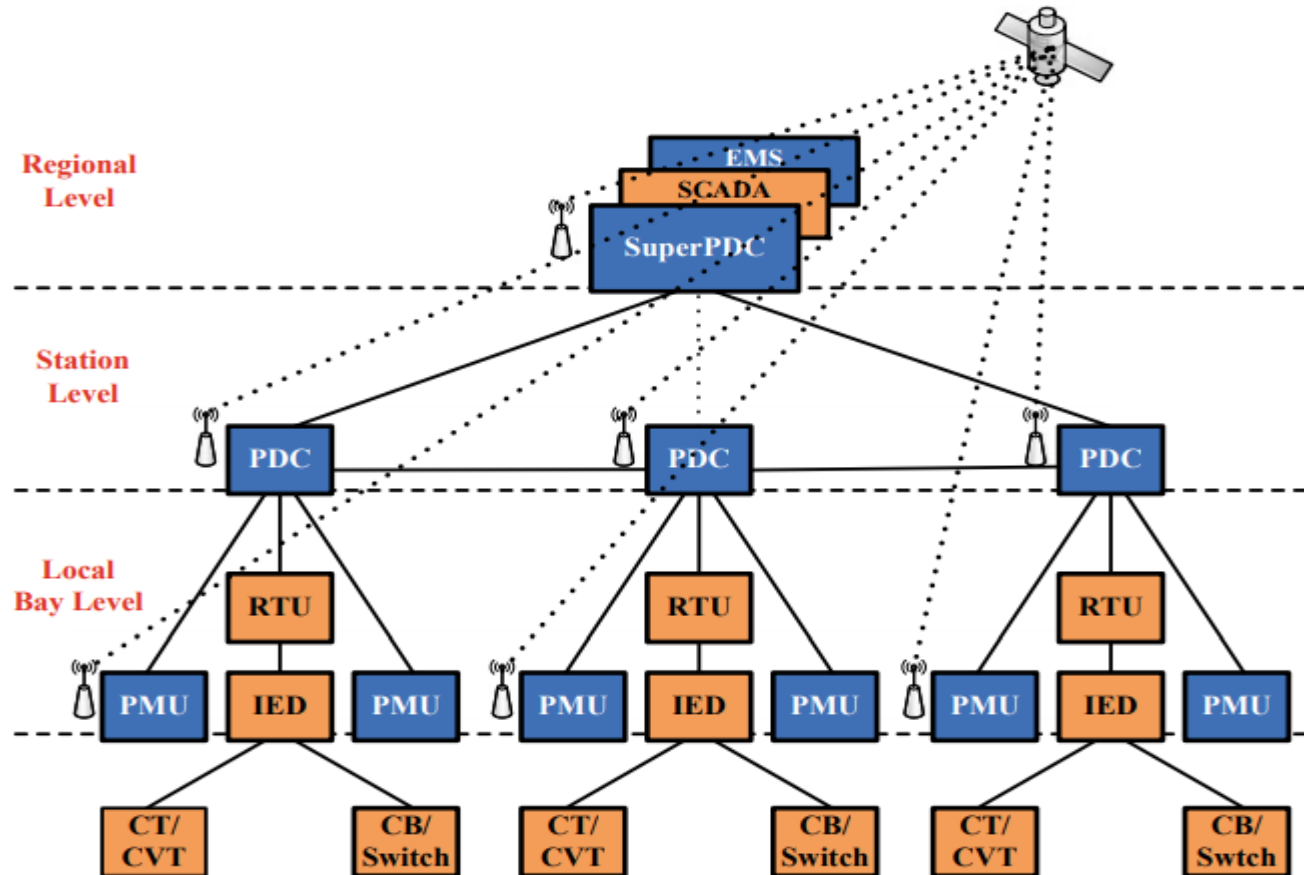 Regional
Level
EMS
SCADA
SuperPDC
Station
Level
PDC
PDC
PDC
Local
Bay Level
RTU
RTU
RTU
PMU
IED
PMU
PMU
IED
PMU
PMU
IED
PMU
CT/
CVT
CB/
Switch
CT/
CVT
CB/
Switch
CT/
CVT
CB/
Swtch